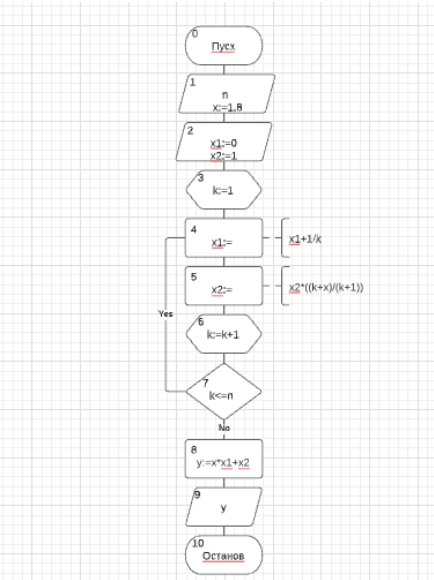 0
Пуск
1
n
x:=1.8
2
x1:=0
x2:=1
3
k:=1
4
x1:=
x1+1/k
5
x2:=
x2*((k+x)/(k+1))
Yes
6
k:=k+1
7
k<=n
No
8
y:=x*x1+x2
9
y
10
Останов